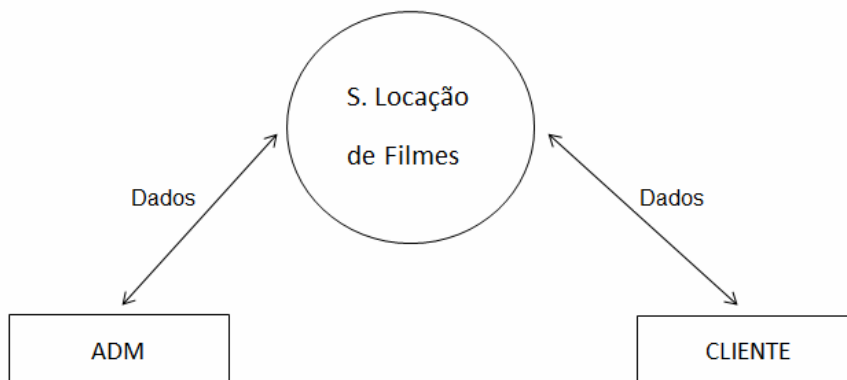 S. Locação
de Filmes
Dados
Dados
ADM
CLIENTE